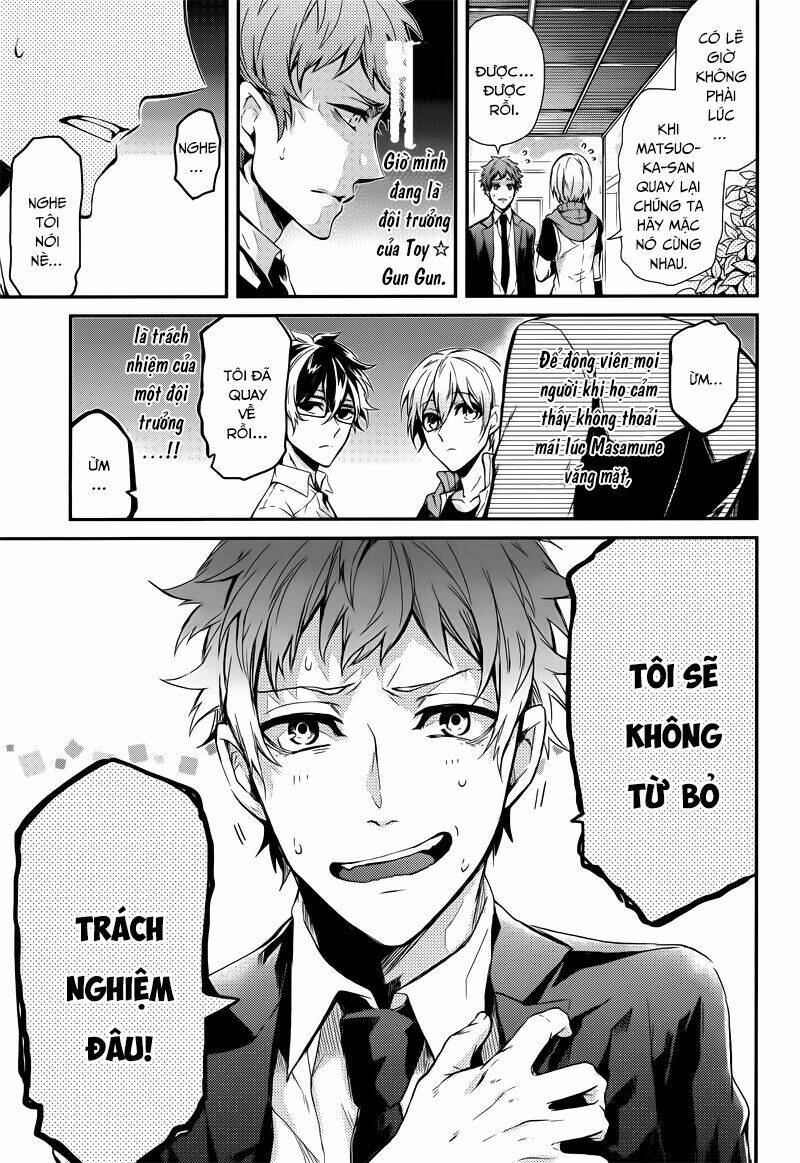 CÓ LẼ
GIỜ
KHÔNG
PHẢI
LÚC...
KHI
MATSUO-
KA-SAN
QUAY LẠI
CHÚNG TA
HÃY MẶC
NÓ CÙNG
NHAU.
ĐƯỢC...
ĐƯỢC
RỒI.
Giờ mình
đang là
đội trưởng
của Toy ☆
Gun Gun.
NGHE
...
NGHE
TÔI
NÓI
NÈ...
ỪM...
Để động viên mọi
người khi họ cảm
thấy không thoải
mái lúc Masamune
vắng mặt,
TÔI ĐÃ
QUAY
VỀ
RỒI...
là trách
nhiệm của
một đội
trưởng
...!!
ỪM
...
TÔI SẼ
KHÔNG
TỪ BỎ
TRÁCH
NGHIỆM
ĐÂU!